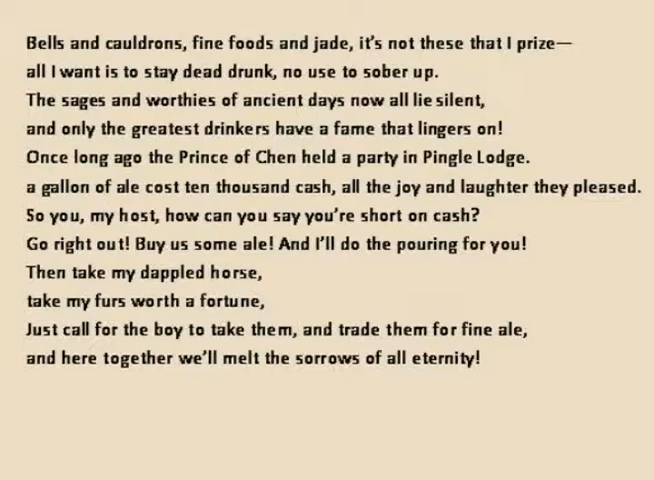 Bells and cauldrons, fine foods and jade, it's not these that I prize—
all I want is to stay dead drunk, no use to sober up.
The sages and worthies of ancient days now all lie silent,
and only the greatest drinkers have a fame that lingers on!
Once long ago the Prince of Chen held a party in Pingle Lodge.
a gallon of ale cost ten thousand cash, all the joy and laughter they pleased.
So you, my host, how can you say you're short on cash?
Go right out! Buy us some ale! And I'll do the pouring for you!
Then take my dappled horse,
take my furs worth a fortune,
Just call for the boy to take them, and trade them for fine ale,
and here together we'll melt the sorrows of all eternity!